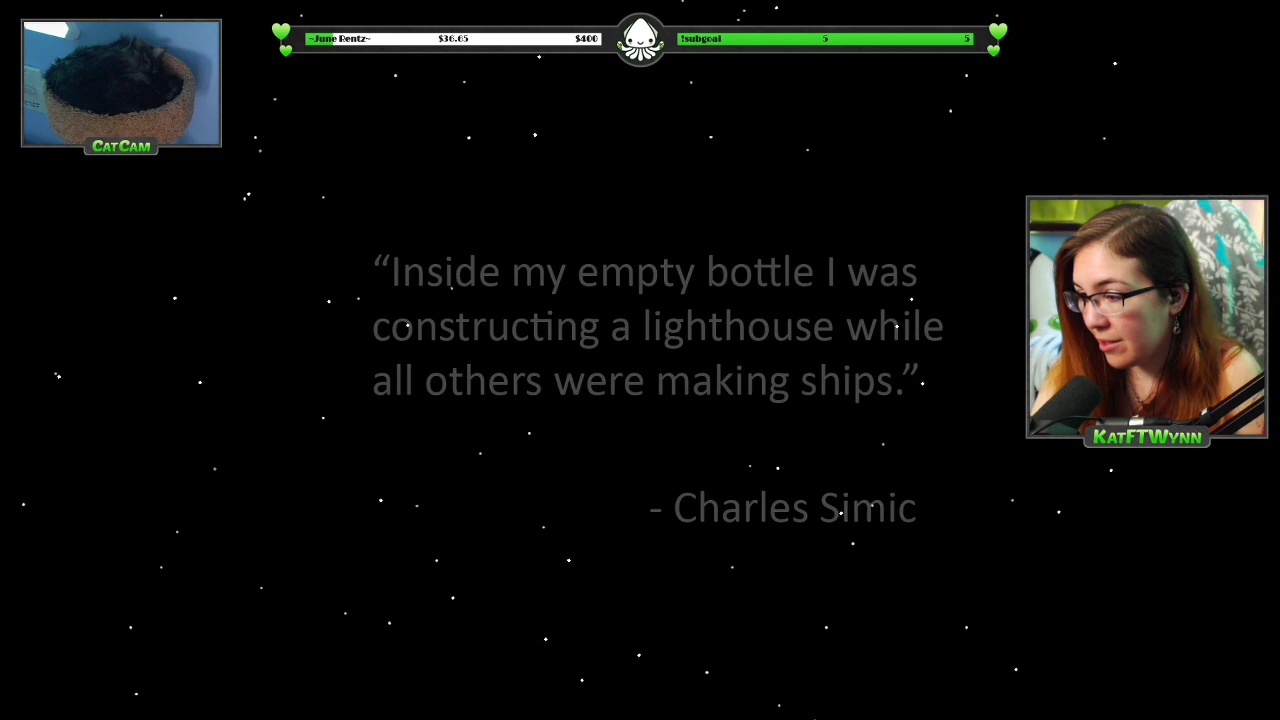 ~June Rentz~ $36.65 $400
!subgoal 5 5
CatCam
“Inside my empty bottle I was
constructing a lighthouse while
all others were making ships.”
- Charles Simic
KatFTWynn